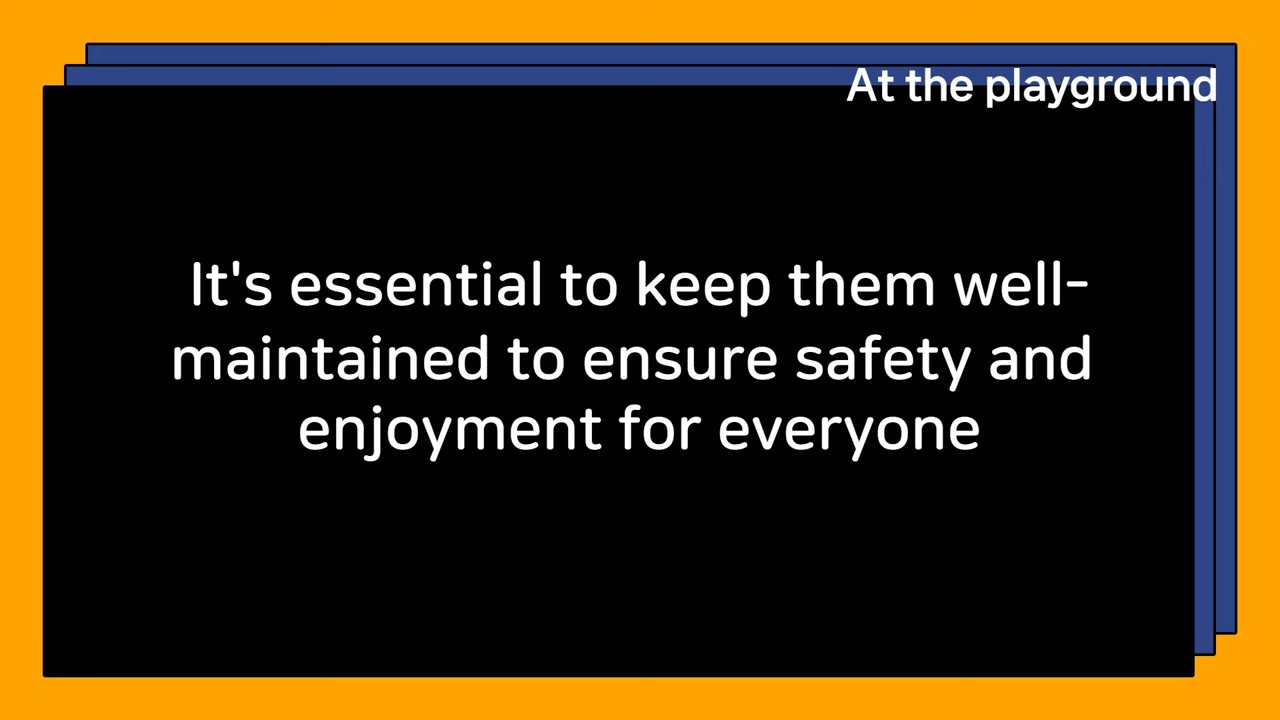 At the playground
It's essential to keep them well-
maintained to ensure safety and
enjoyment for everyone